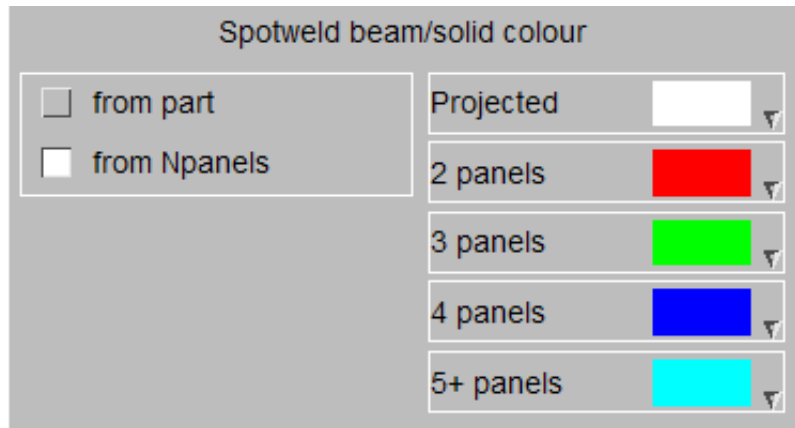 Spotweld beam/solid colour
from part
from Npanels
Projected
2 panels
3 panels
4 panels
5+ panels